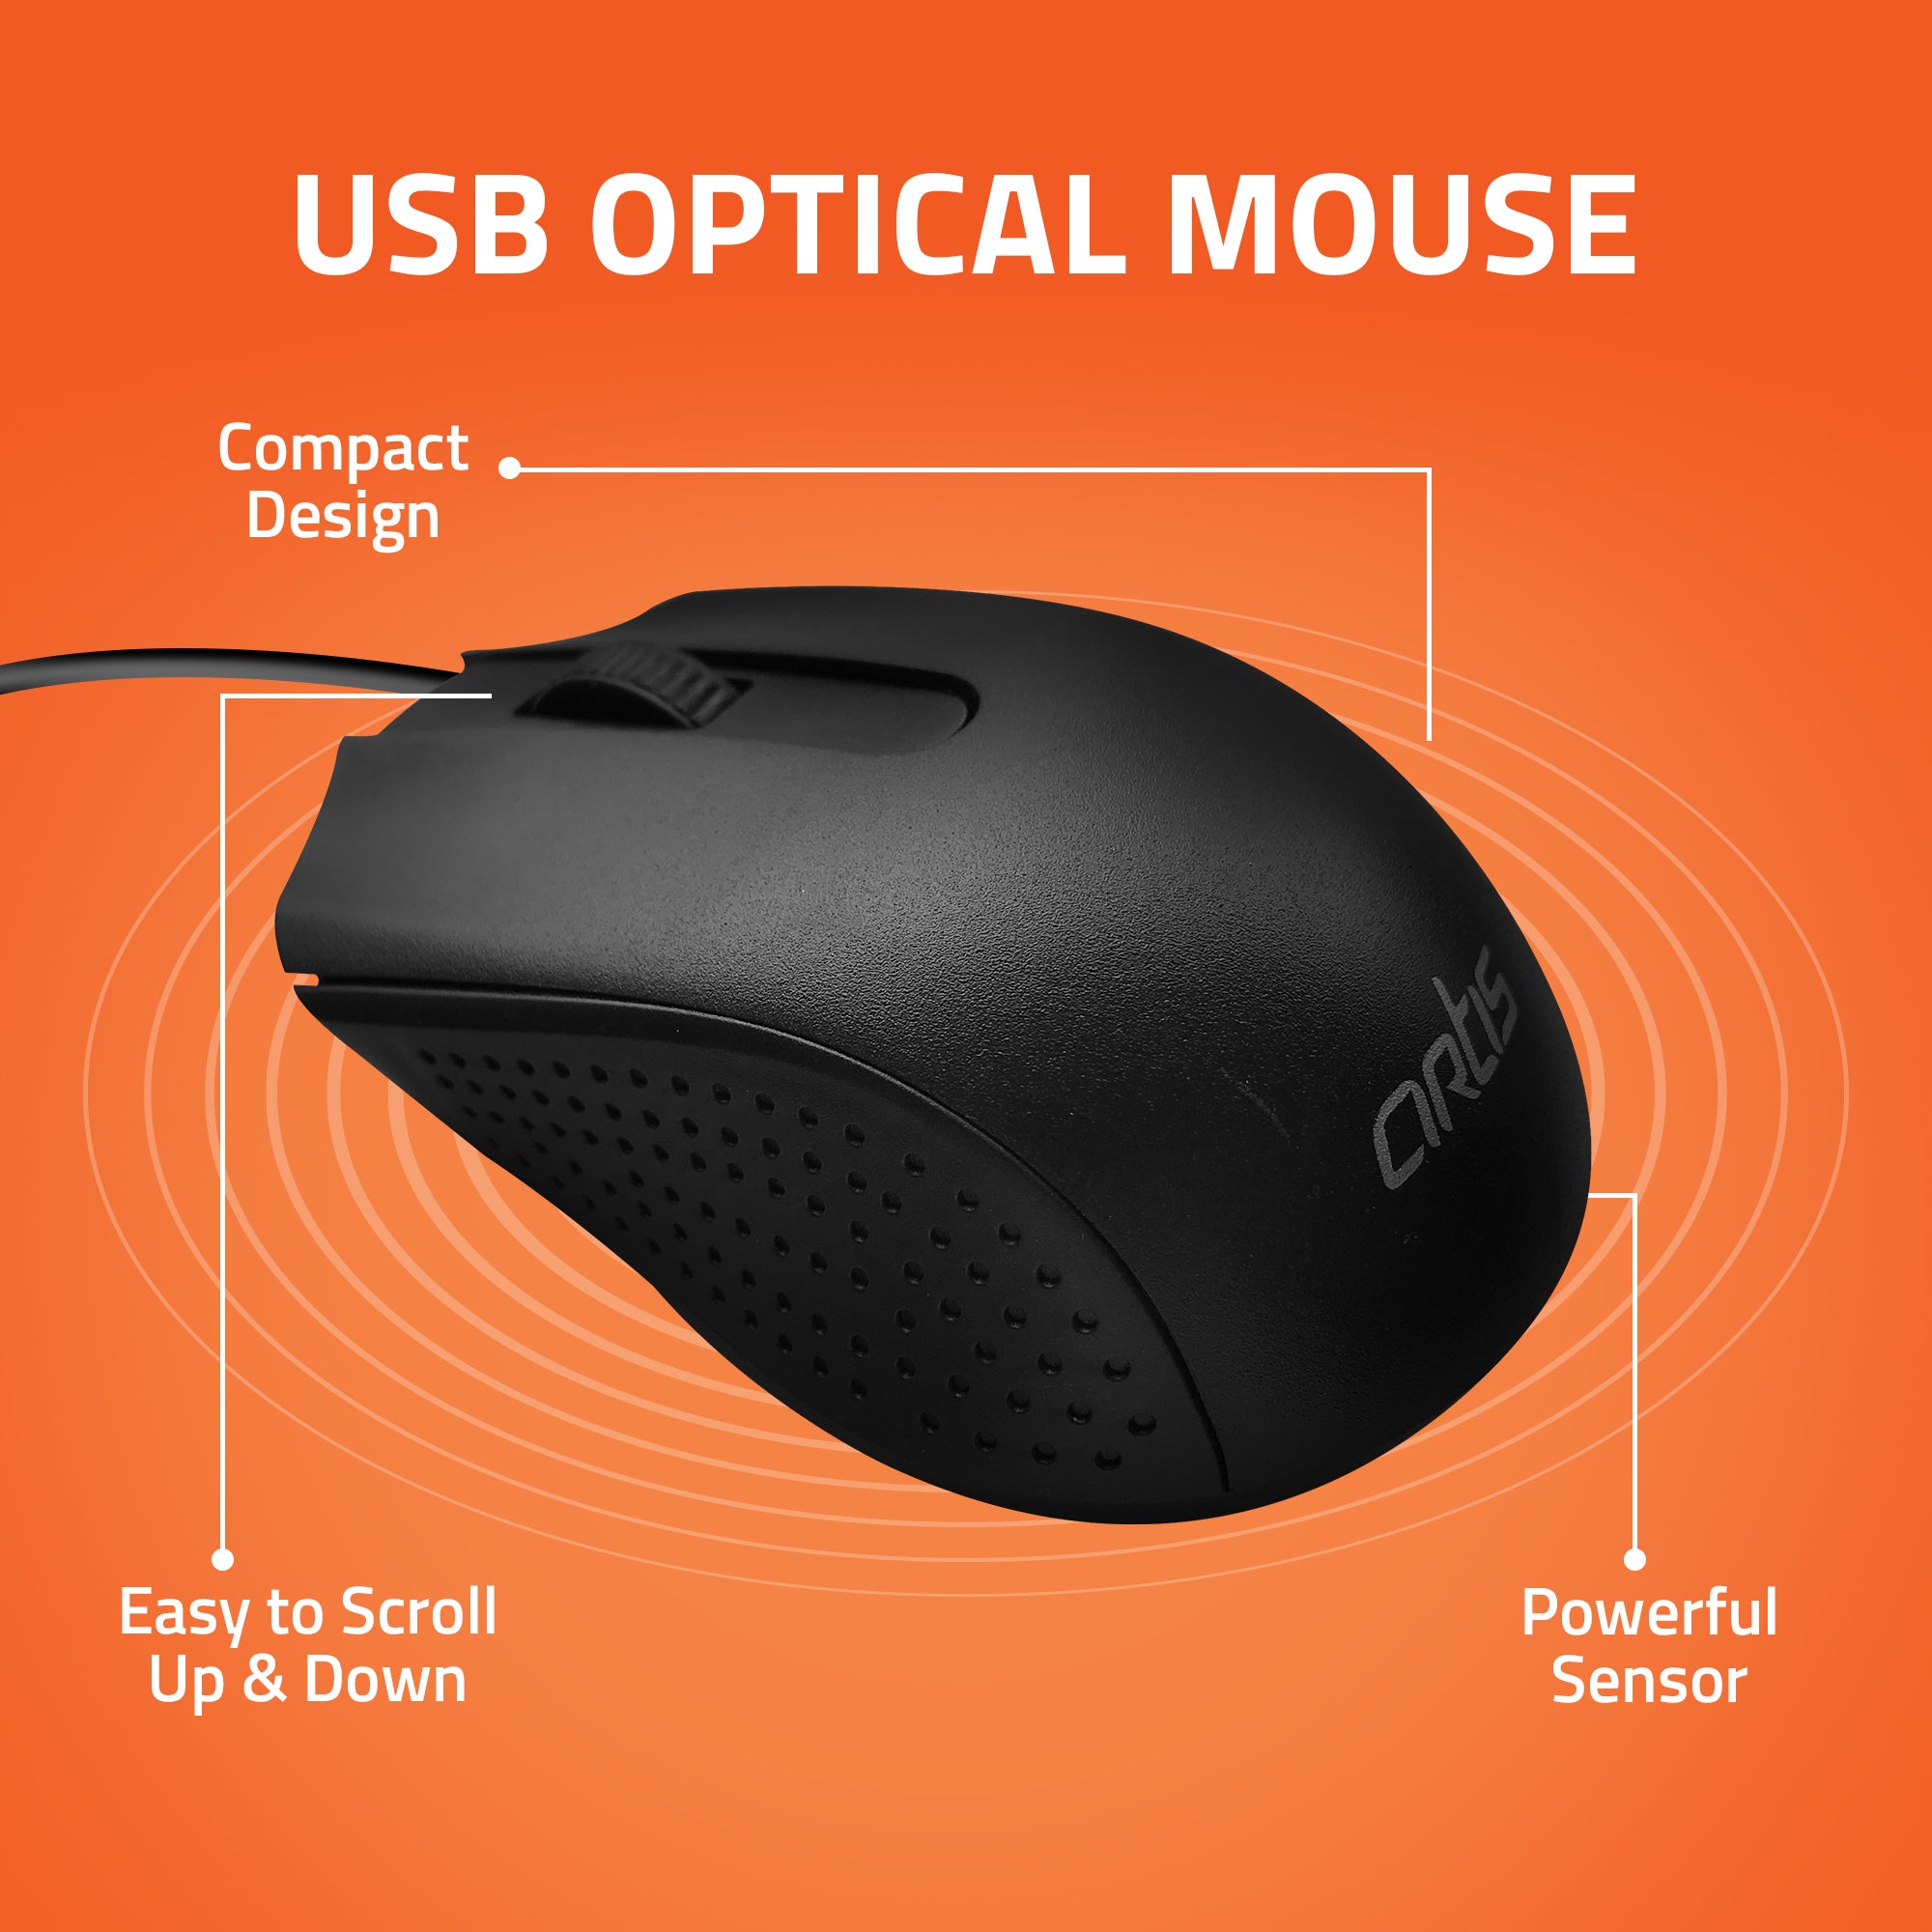 USB OPTICAL MOUSE
Compact
Design
artis
Easy to Scroll
Up & Down
Powerful
Sensor